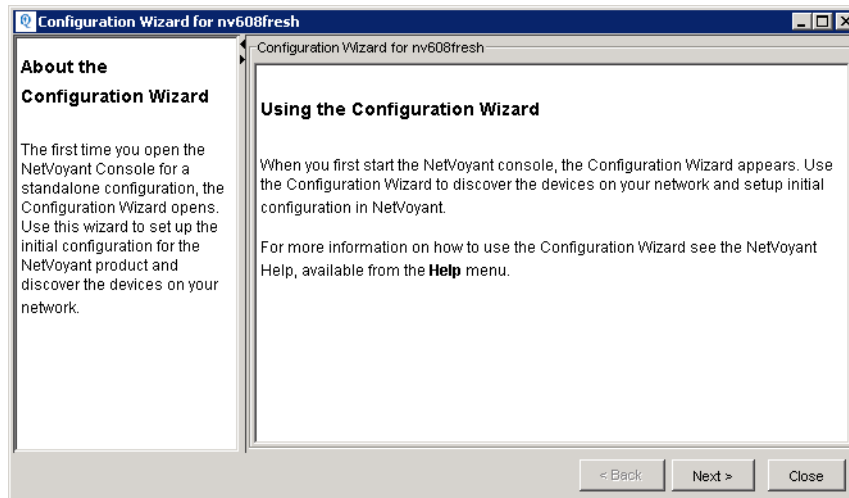 Configuration Wizard for nv608fresh
About the
Configuration Wizard
The first time you open the
NetVoyant Console for a
standalone configuration, the
Configuration Wizard opens.
Use this wizard to set up the
initial configuration for the
NetVoyant product and
discover the devices on your
network.
Configuration Wizard for nv608fresh
Using the Configuration Wizard
When you first start the NetVoyant console, the Configuration Wizard appears. Use
the Configuration Wizard to discover the devices on your network and setup initial
configuration in NetVoyant.
For more information on how to use the Configuration Wizard see the NetVoyant
Help, available from the Help menu.
< Back
Next >
Close